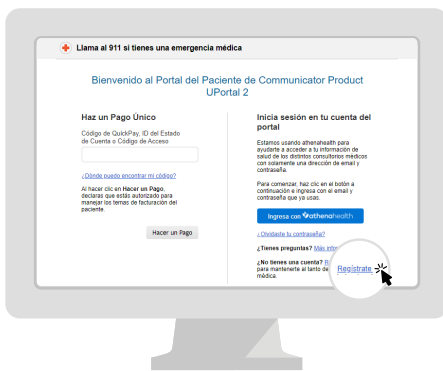 Llama al 911 si tienes una emergencia médica
Bienvenido al Portal del Paciente de Communicator Product
UPortal 2
Haz un Pago Único
Código de QuickPay, ID del Estado
de Cuenta o Código de Acceso
¿Dónde puedo encontrar mi código?
Al hacer clic en Hacer un Pago,
declaras que estás autorizado para
manejar los temas de facturación del
paciente.
Hacer un Pago
Inicia sesión en tu cuenta del
portal
Estamos usando athenahealth para
ayudarte a acceder a tu información de
salud de los distintos consultorios médicos
con solamente una dirección de email y
contraseña.
Para comenzar, haz clic en el botón a
continuación e ingresa con el email y
contraseña que ya usas.
Ingresa con athenahealth
¿Olvidaste tu contraseña?
¿Tienes preguntas? Más
¿No tienes una cuenta?
para mantenerte al tanto de
médica.
Regístrate